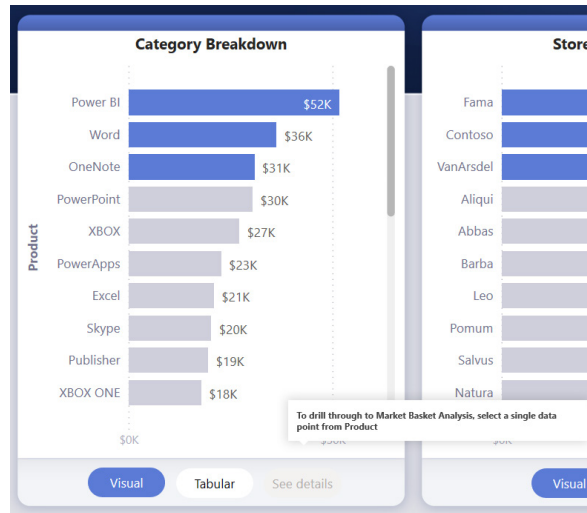 Category Breakdown
Store
Product
Power BI $52K
Word $36K
OneNote $31K
PowerPoint $30K
XBOX $27K
PowerApps $23K
Excel $21K
Skype $20K
Publisher $19K
XBOX ONE $18K
$0K
Fama
Contoso
VanArsdel
Aliqui
Abbas
Barba
Leo
Pomum
Salvus
Natura
To drill through to Market Basket Analysis, select a single data
point from Product
Visual Tabular See details
Visual